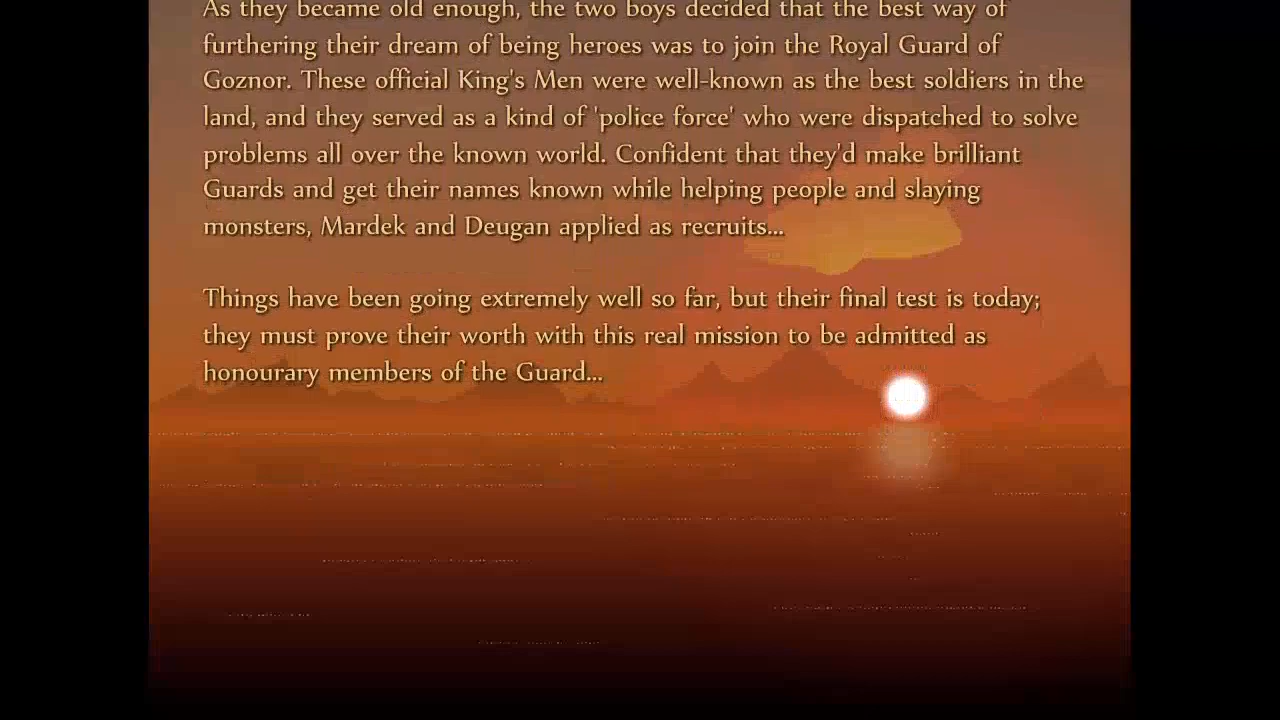 As they became old enough, the two boys decided that the best way of
furthering their dream of being heroes was to join the Royal Guard of
Goznor. These official King's Men were well-known as the best soldiers in the
land, and they served as a kind of 'police force' who were dispatched to solve
problems all over the known world. Confident that they'd make brilliant
Guards and get their names known while helping people and slaying
monsters, Mardek and Deugan applied as recruits...
Things have been going extremely well so far, but their final test is today;
they must prove their worth with this real mission to be admitted as
honourary members of the Guard...